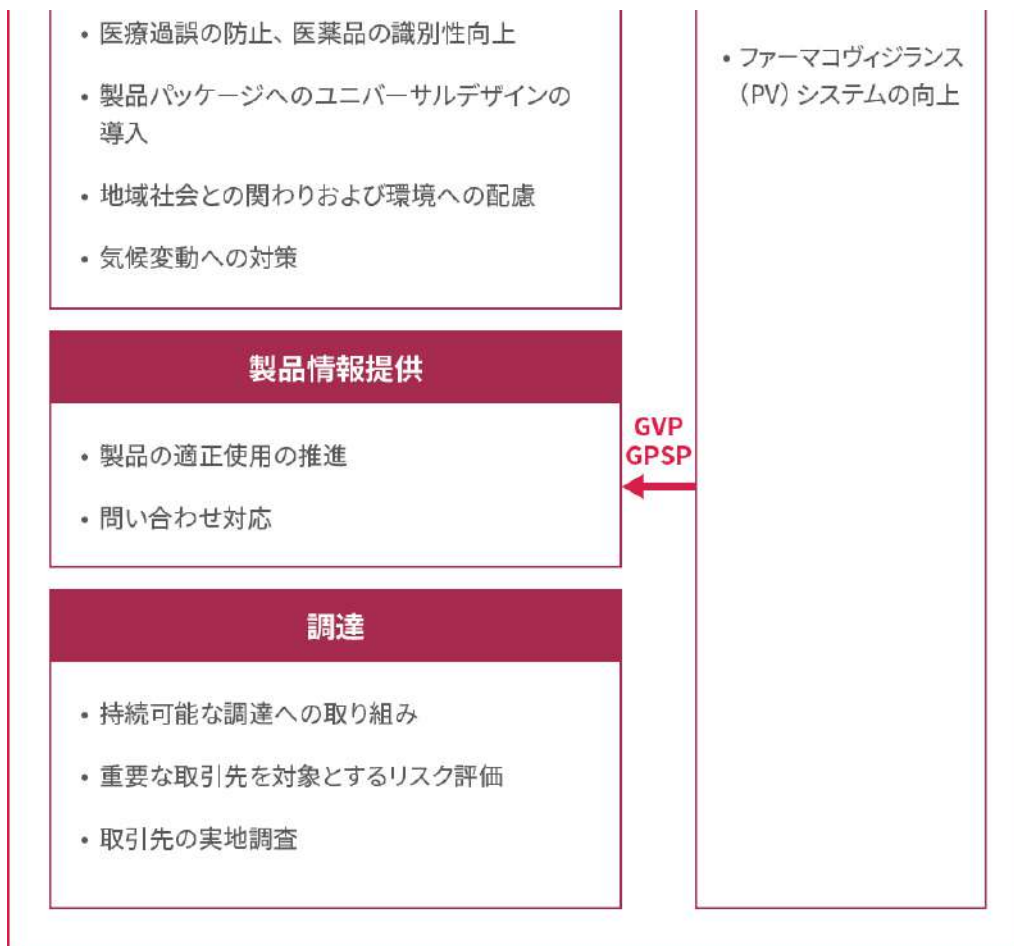 ・医療過誤の防止、医薬品の識別性向上
・製品パッケージへのユニバーサルデザインの
導入
・地域社会との関わりおよび環境への配慮
・気候変動への対策
製品情報提供
・製品の適正使用の推進
・問い合わせ対応
調達
・持続可能な調達への取り組み
・重要な取引先を対象とするリスク評価
・取引先の実地調査
GVP
GPSP
・ファーマコヴィジランス
（PV）システムの向上